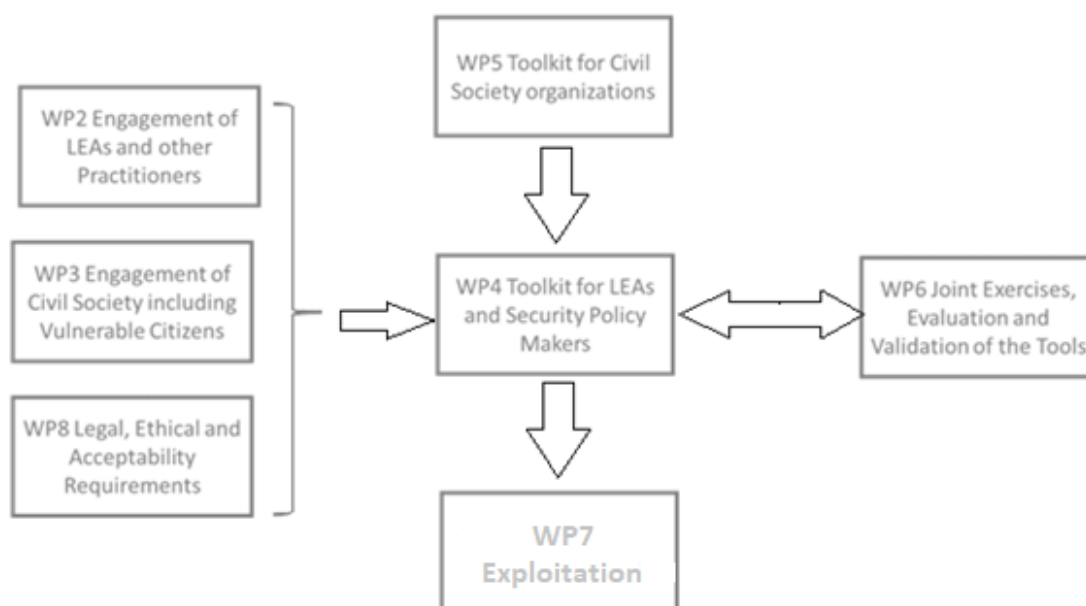 WP5 Toolkit for Civil
Society organizations
WP2 Engagement of
LEAs and other
Practitioners
WP3 Engagement of
Civil Society including
Vulnerable Citizens
WP8 Legal, Ethical and
Acceptability
Requirements
WP4 Toolkit for LEAs
and Security Policy
Makers
WP6 Joint Exercises,
Evaluation and
Validation of the Tools
WP7
Exploitation